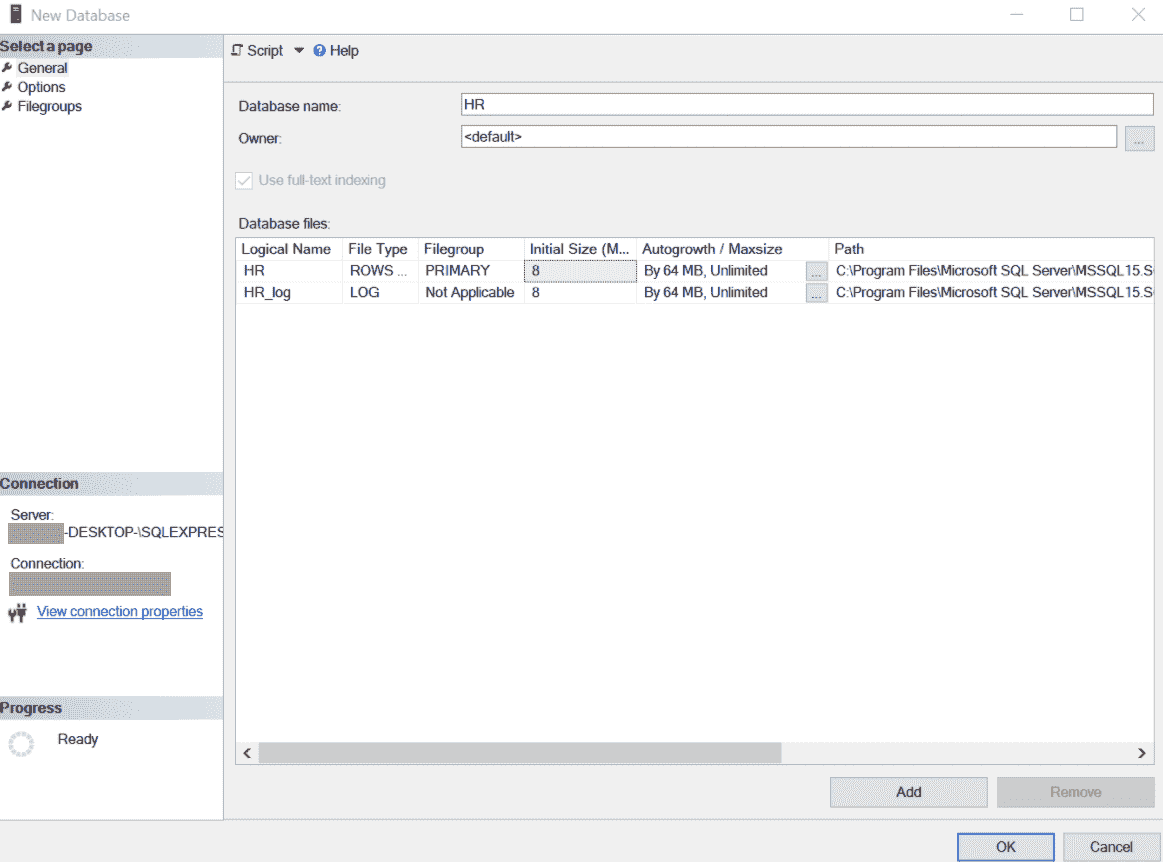 New Database
Select a page
General
Options
Filegroups
Script Help
Database name: HR
Owner: <default> ...
Use full-text indexing
Database files:
Logical Name File Type Filegroup Initial Size (M... Autogrowth / Maxsize Path
HR ROWS ... PRIMARY 8 By 64 MB, Unlimited ... C:\Program Files\Microsoft SQL Server\MSSQL15.S
HR_log LOG Not Applicable 8 By 64 MB, Unlimited ... C:\Program Files\Microsoft SQL Server\MSSQL15.S
Connection
Server:
-DESKTOP-\SQLEXPRES
Connection:
View connection properties
Progress
Ready
Add Remove
OK Cancel